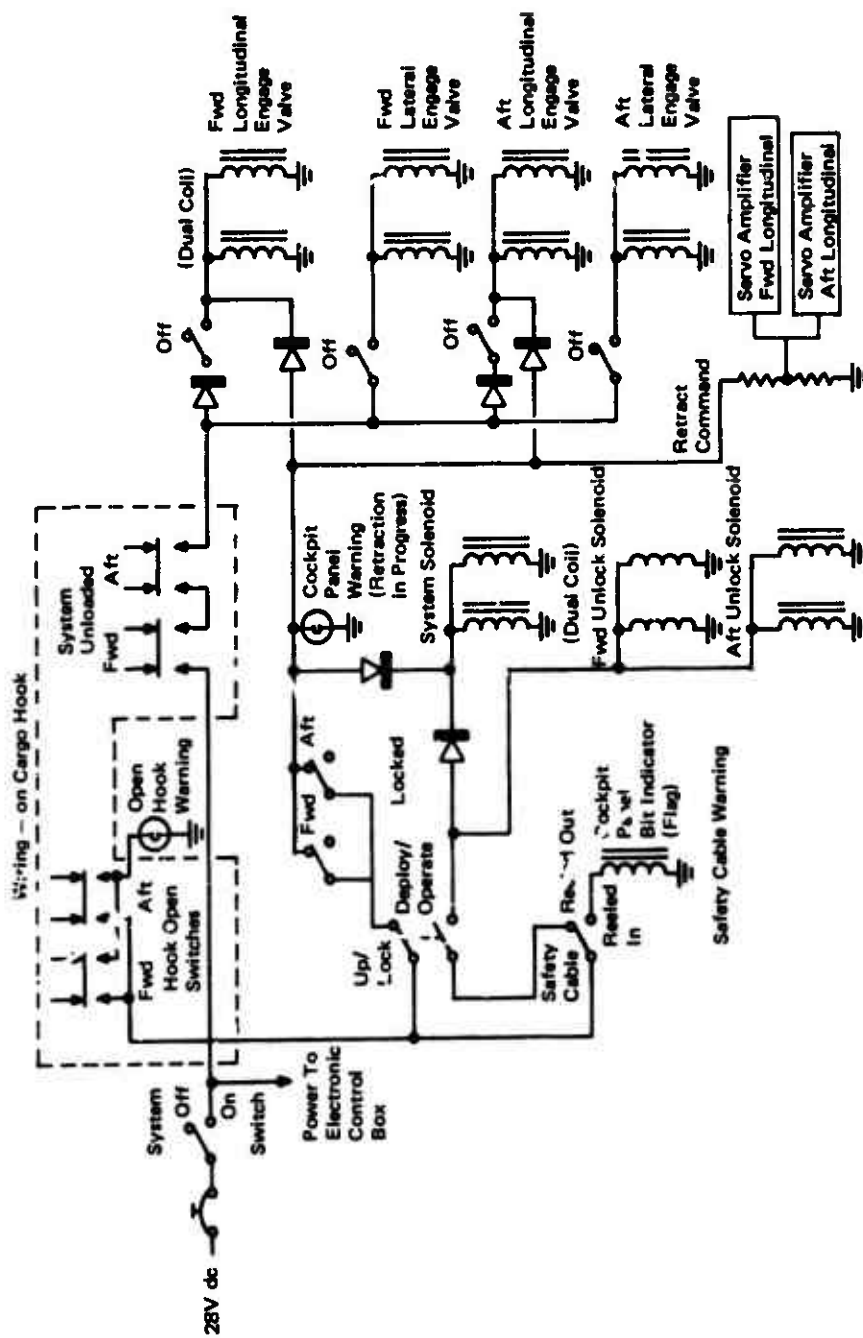 28V dc
System
Off
On
Switch
Power To
Electronic
Control
Box
Wiring – on Cargo Hook
Fwd
Aft
Hook Open
Switches
Open
Hook
Warning
System
Unloaded
Fwd
Aft
Up/
Lock
Deploy/
Operate
Fwd
Aft
Locked
Safety
Cable
Reeled
In
Out
Cockpit
Panel
Bit Indicator
(Flag)
Safety Cable Warning
Cockpit
Panel
Warning
(Retraction
in Progress)
System Solenoid
(Dual Coil)
Fwd Unlock Solenoid
Aft Unlock Solenoid
Off
Off
Off
Off
(Dual Coil)
Fwd
Longitudinal
Engage
Valve
Fwd
Lateral
Engage
Valve
Aft
Longitudinal
Engage
Valve
Aft
Lateral
Engage
Valve
Retract
Command
Servo Amplifier
Fwd Longitudinal
Servo Amplifier
Aft Longitudinal